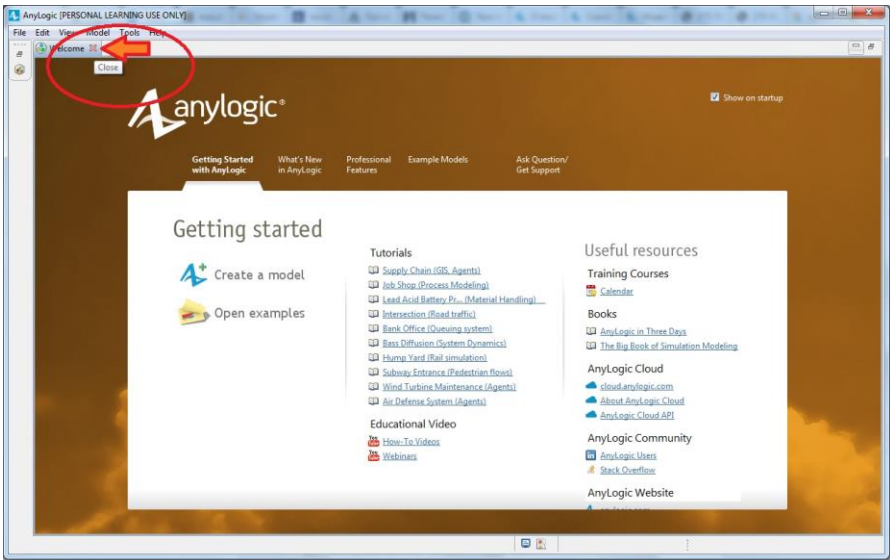 AnyLogic [PERSONAL LEARNING USE ONLY]
File Edit View Model Tools Help
Welcome
Close
anylogic®
Show on startup
Getting Started with AnyLogic
What's New in AnyLogic
Professional Features
Example Models
Ask Question/ Get Support
Getting started
Create a model
Open examples
Tutorials
Supply Chain (GIS, Agents)
Job Shop (Process Modeling)
Lead Acid Battery Pr... (Material Handling)
Intersection (Road traffic)
Bank Office (Queuing system)
Bass Diffusion (System Dynamics)
Hump Yard (Rail simulation)
Subway Entrance (Pedestrian flows)
Wind Turbine Maintenance (Agents)
Air Defense System (Agents)
Educational Video
How-To Videos
Webinars
Useful resources
Training Courses
Calendar
Books
AnyLogic in Three Days
The Big Book of Simulation Modeling
AnyLogic Cloud
cloud.anylogic.com
About AnyLogic Cloud
AnyLogic Cloud API
AnyLogic Community
AnyLogic Users
Stack Overflow
AnyLogic Website